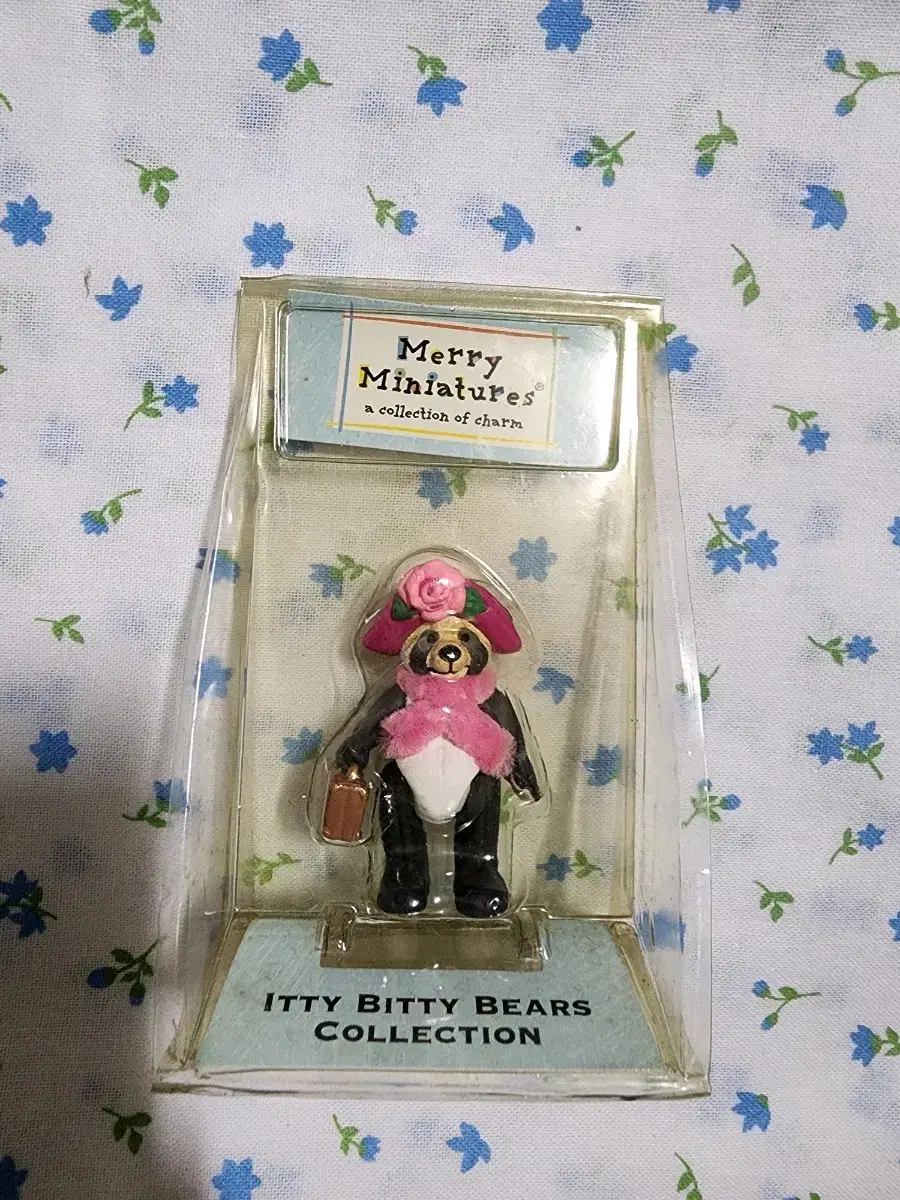 Merry
Miniatures®
a collection of charm
ITTY BITTY BEARS
COLLECTION